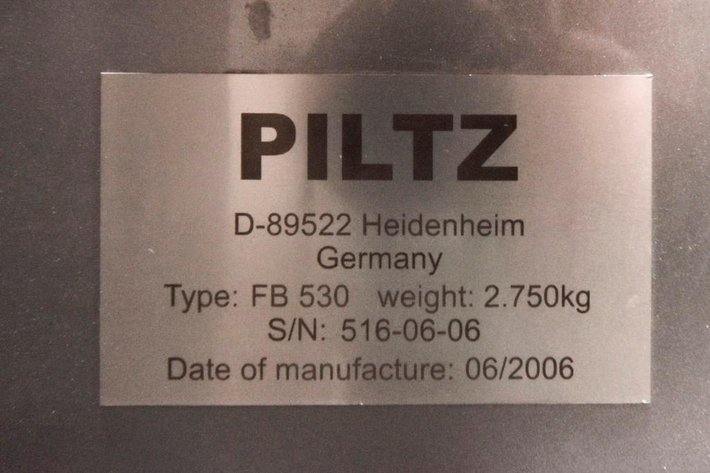 PILTZ
D-89522 Heidenheim
Germany
Type: FB 530 weight: 2.750kg
S/N: 516-06-06
Date of manufacture: 06/2006